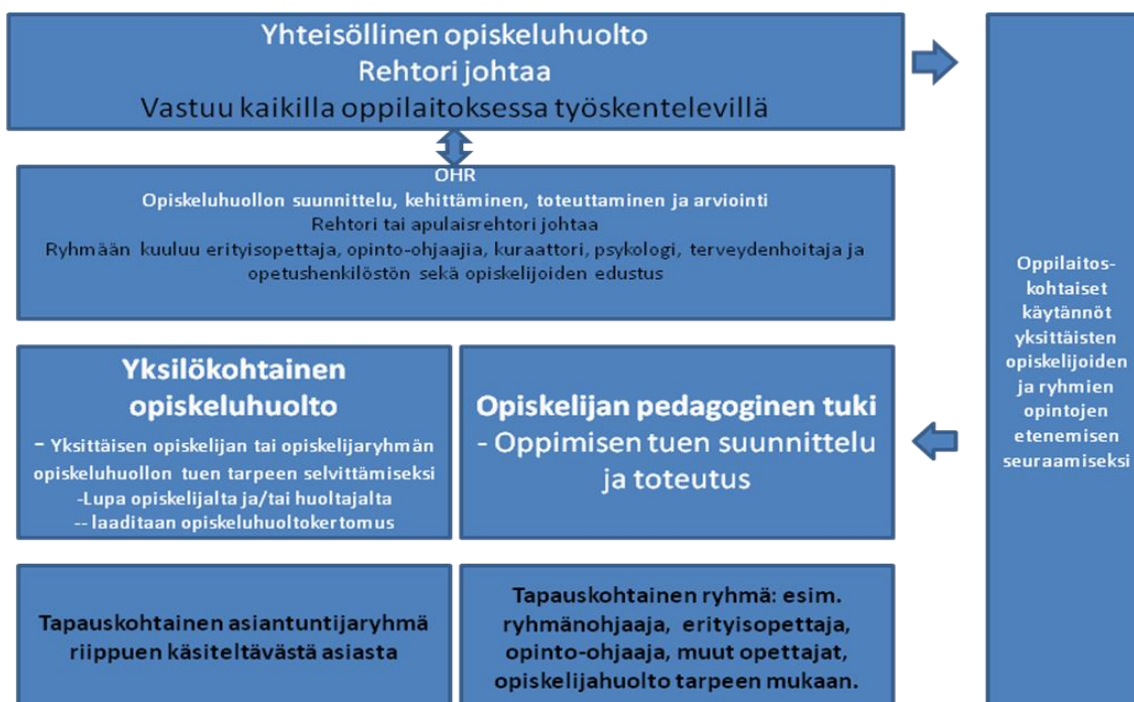 Yhteisöllinen opiskeluhuolto
Rehtori johtaa
Vastuu kaikilla oppilaitoksessa työskentelevillä
OHR
Opiskeluhuollon suunnittelu, kehittäminen, toteuttaminen ja arviointi
Rehtori tai apulaisrehtori johtaa
Ryhmään kuuluu erityisopettaja, opinto-ohjaajia, kuraattori, psykologi, terveydenhoitaja ja
opetushenkilöstön sekä opiskelijoiden edustus
Yksilökohtainen
opiskeluhuolto
- Yksittäisen opiskelijan tai opiskelijaryhmän
opiskeluhuollon tuen tarpeen selvittämiseksi
-Lupa opiskelijalta ja/tai huoltajalta
-- laaditaan opiskeluhuoltokertomus
Opiskelijan pedagoginen tuki
- Oppimisen tuen suunnittelu
ja toteutus
Tapauskohtainen asiantuntijaryhmä
riippuen käsiteltävästä asiasta
Tapauskohtainen ryhmä: esim.
ryhmänohjaaja, erityisopettaja,
opinto-ohjaaja, muut opettajat,
opiskelijahuolto tarpeen mukaan.
Oppilaitos-
kohtaiset
käytännöt
yksittäisten
opiskelijoiden
ja ryhmien
opintojen
etenemisen
seuraamiseksi